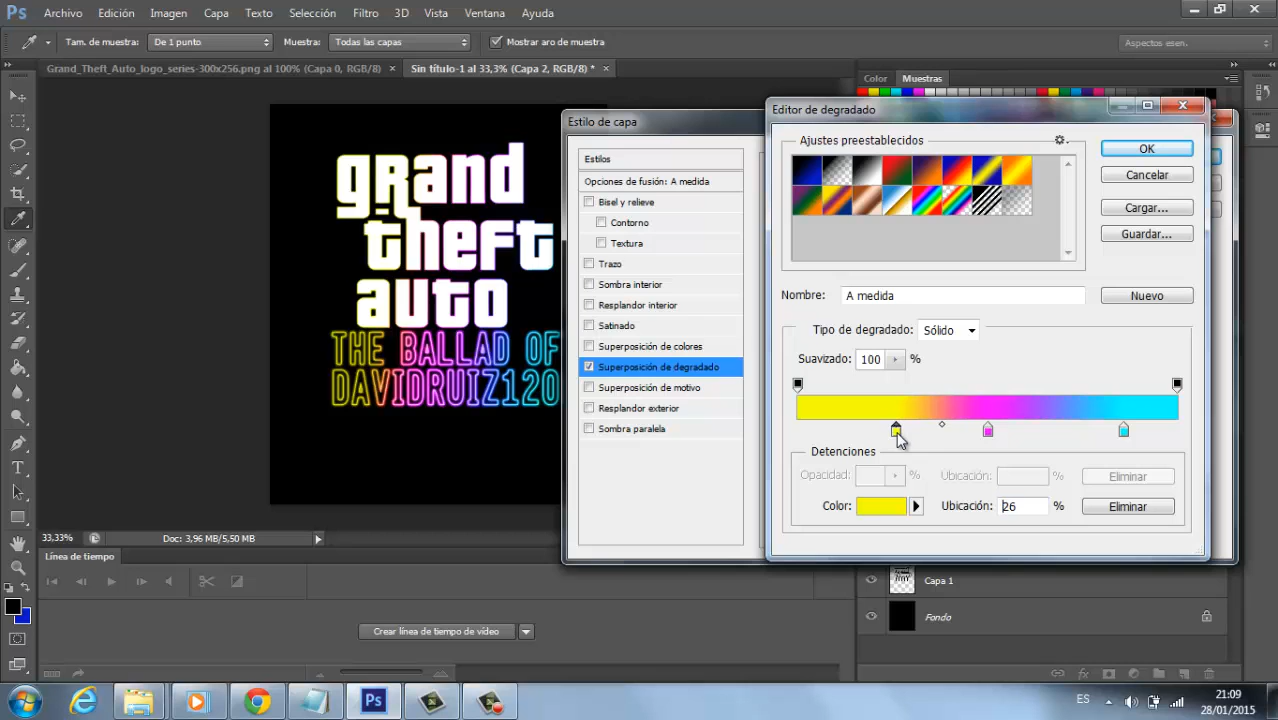 Ps Archivo Edición Imagen Capa Texto Selección Filtro 3D Vista Ventana Ayuda
Tam. de muestra: De 1 punto Muestra: Todas las capas Mostrar aro de muestra Aspectos esen.
Grand_Theft_Auto_logo_series-300x256.png al 100% (Capa 0, RGB/8) × Sin título-1 al 33,3% (Capa 2, RGB/8) * ×
Color Muestras
Estilo de capa
Editor de degradado
Estilos
Opciones de fusión: A medida
Bisel y relieve
Contorno
Textura
Trazo
Sombra interior
Resplandor interior
Satinado
Superposición de colores
Superposición de degradado
Superposición de motivo
Resplandor exterior
Sombra paralela
Ajustes preestablecidos
OK
Cancelar
Cargar...
Guardar...
Nombre: A medida
Nuevo
Tipo de degradado: Sólido
Suavizado: 100 %
Detenciones
Opacidad: % Ubicación: % Eliminar
Color: Ubicación: 26 % Eliminar
grand
theft
auto
THE BALLAD OF
DAVIDRUIZ120
33,33% Doc: 3,96 MB/5,50 MB
Línea de tiempo
Crear línea de tiempo de vídeo
Capa 1
Fondo
fx
Ps
ES
21:09
28/01/2015